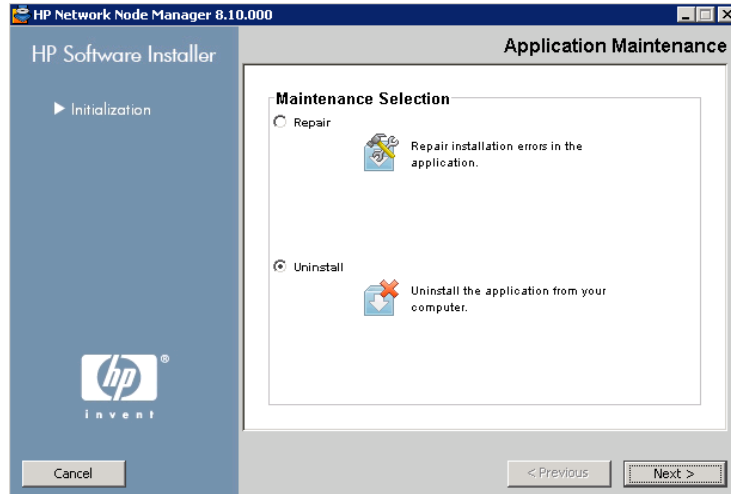 HP Network Node Manager 8.10.000
HP Software Installer
Application Maintenance
Initialization
Maintenance Selection
Repair
Repair installation errors in the
application.
Uninstall
Uninstall the application from your
computer.
hp
®
invent
Cancel
< Previous
Next >